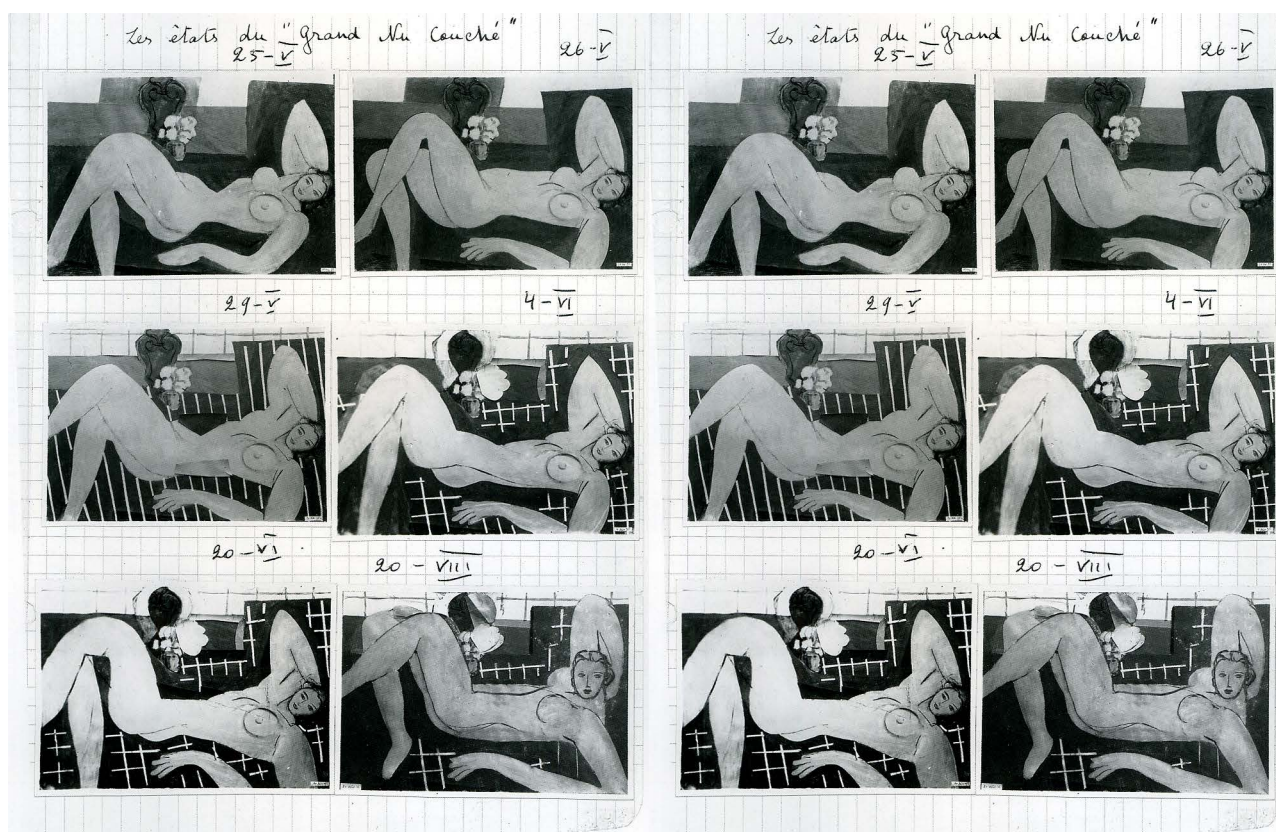 Les états du "Grand Nu Couché"
25-V 26-V
29-V 4-VI
20-VI. 20-VIII
Les états du "Grand Nu Couché"
25-V 26-V
29-V 4-VI
20-VI. 20-VIII